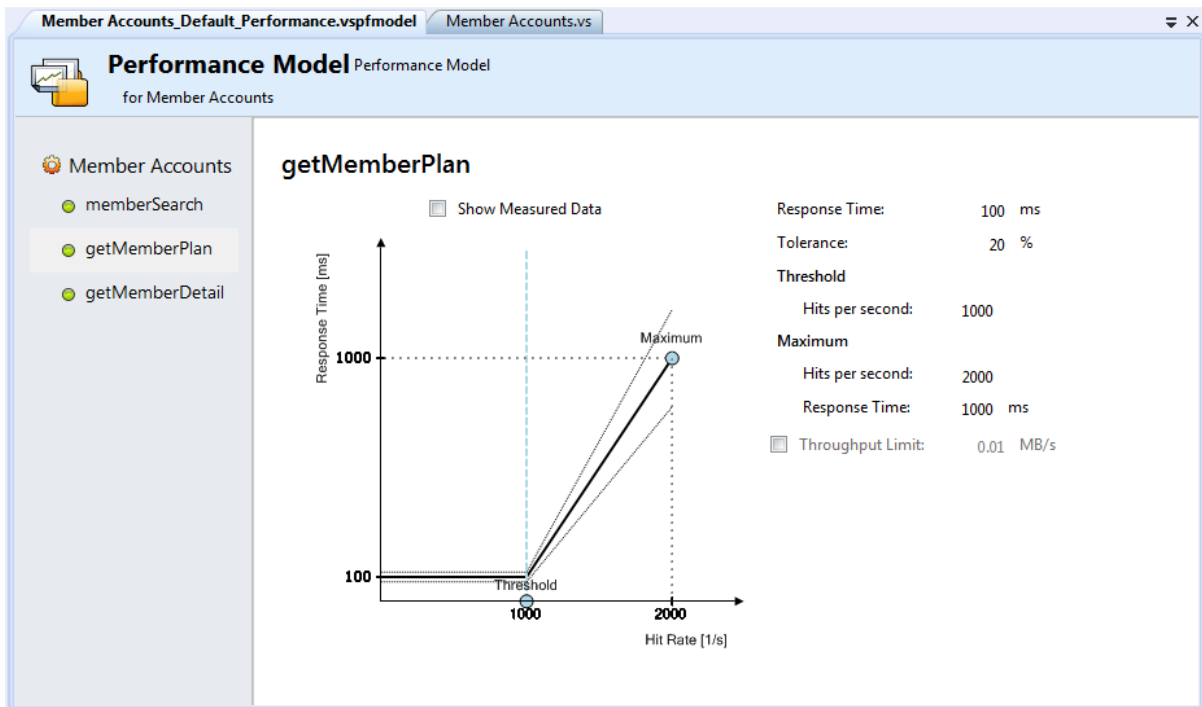 Member Accounts_Default_Performance.vspfmodel
Member Accounts.vs
Performance Model Performance Model
for Member Accounts
Member Accounts
memberSearch
getMemberPlan
getMemberDetail
getMemberPlan
Show Measured Data
Response Time [ms]
1000
100
Maximum
Threshold
1000
2000
Hit Rate [1/s]
Response Time: 100 ms
Tolerance: 20 %
Threshold
Hits per second: 1000
Maximum
Hits per second: 2000
Response Time: 1000 ms
Throughput Limit: 0.01 MB/s